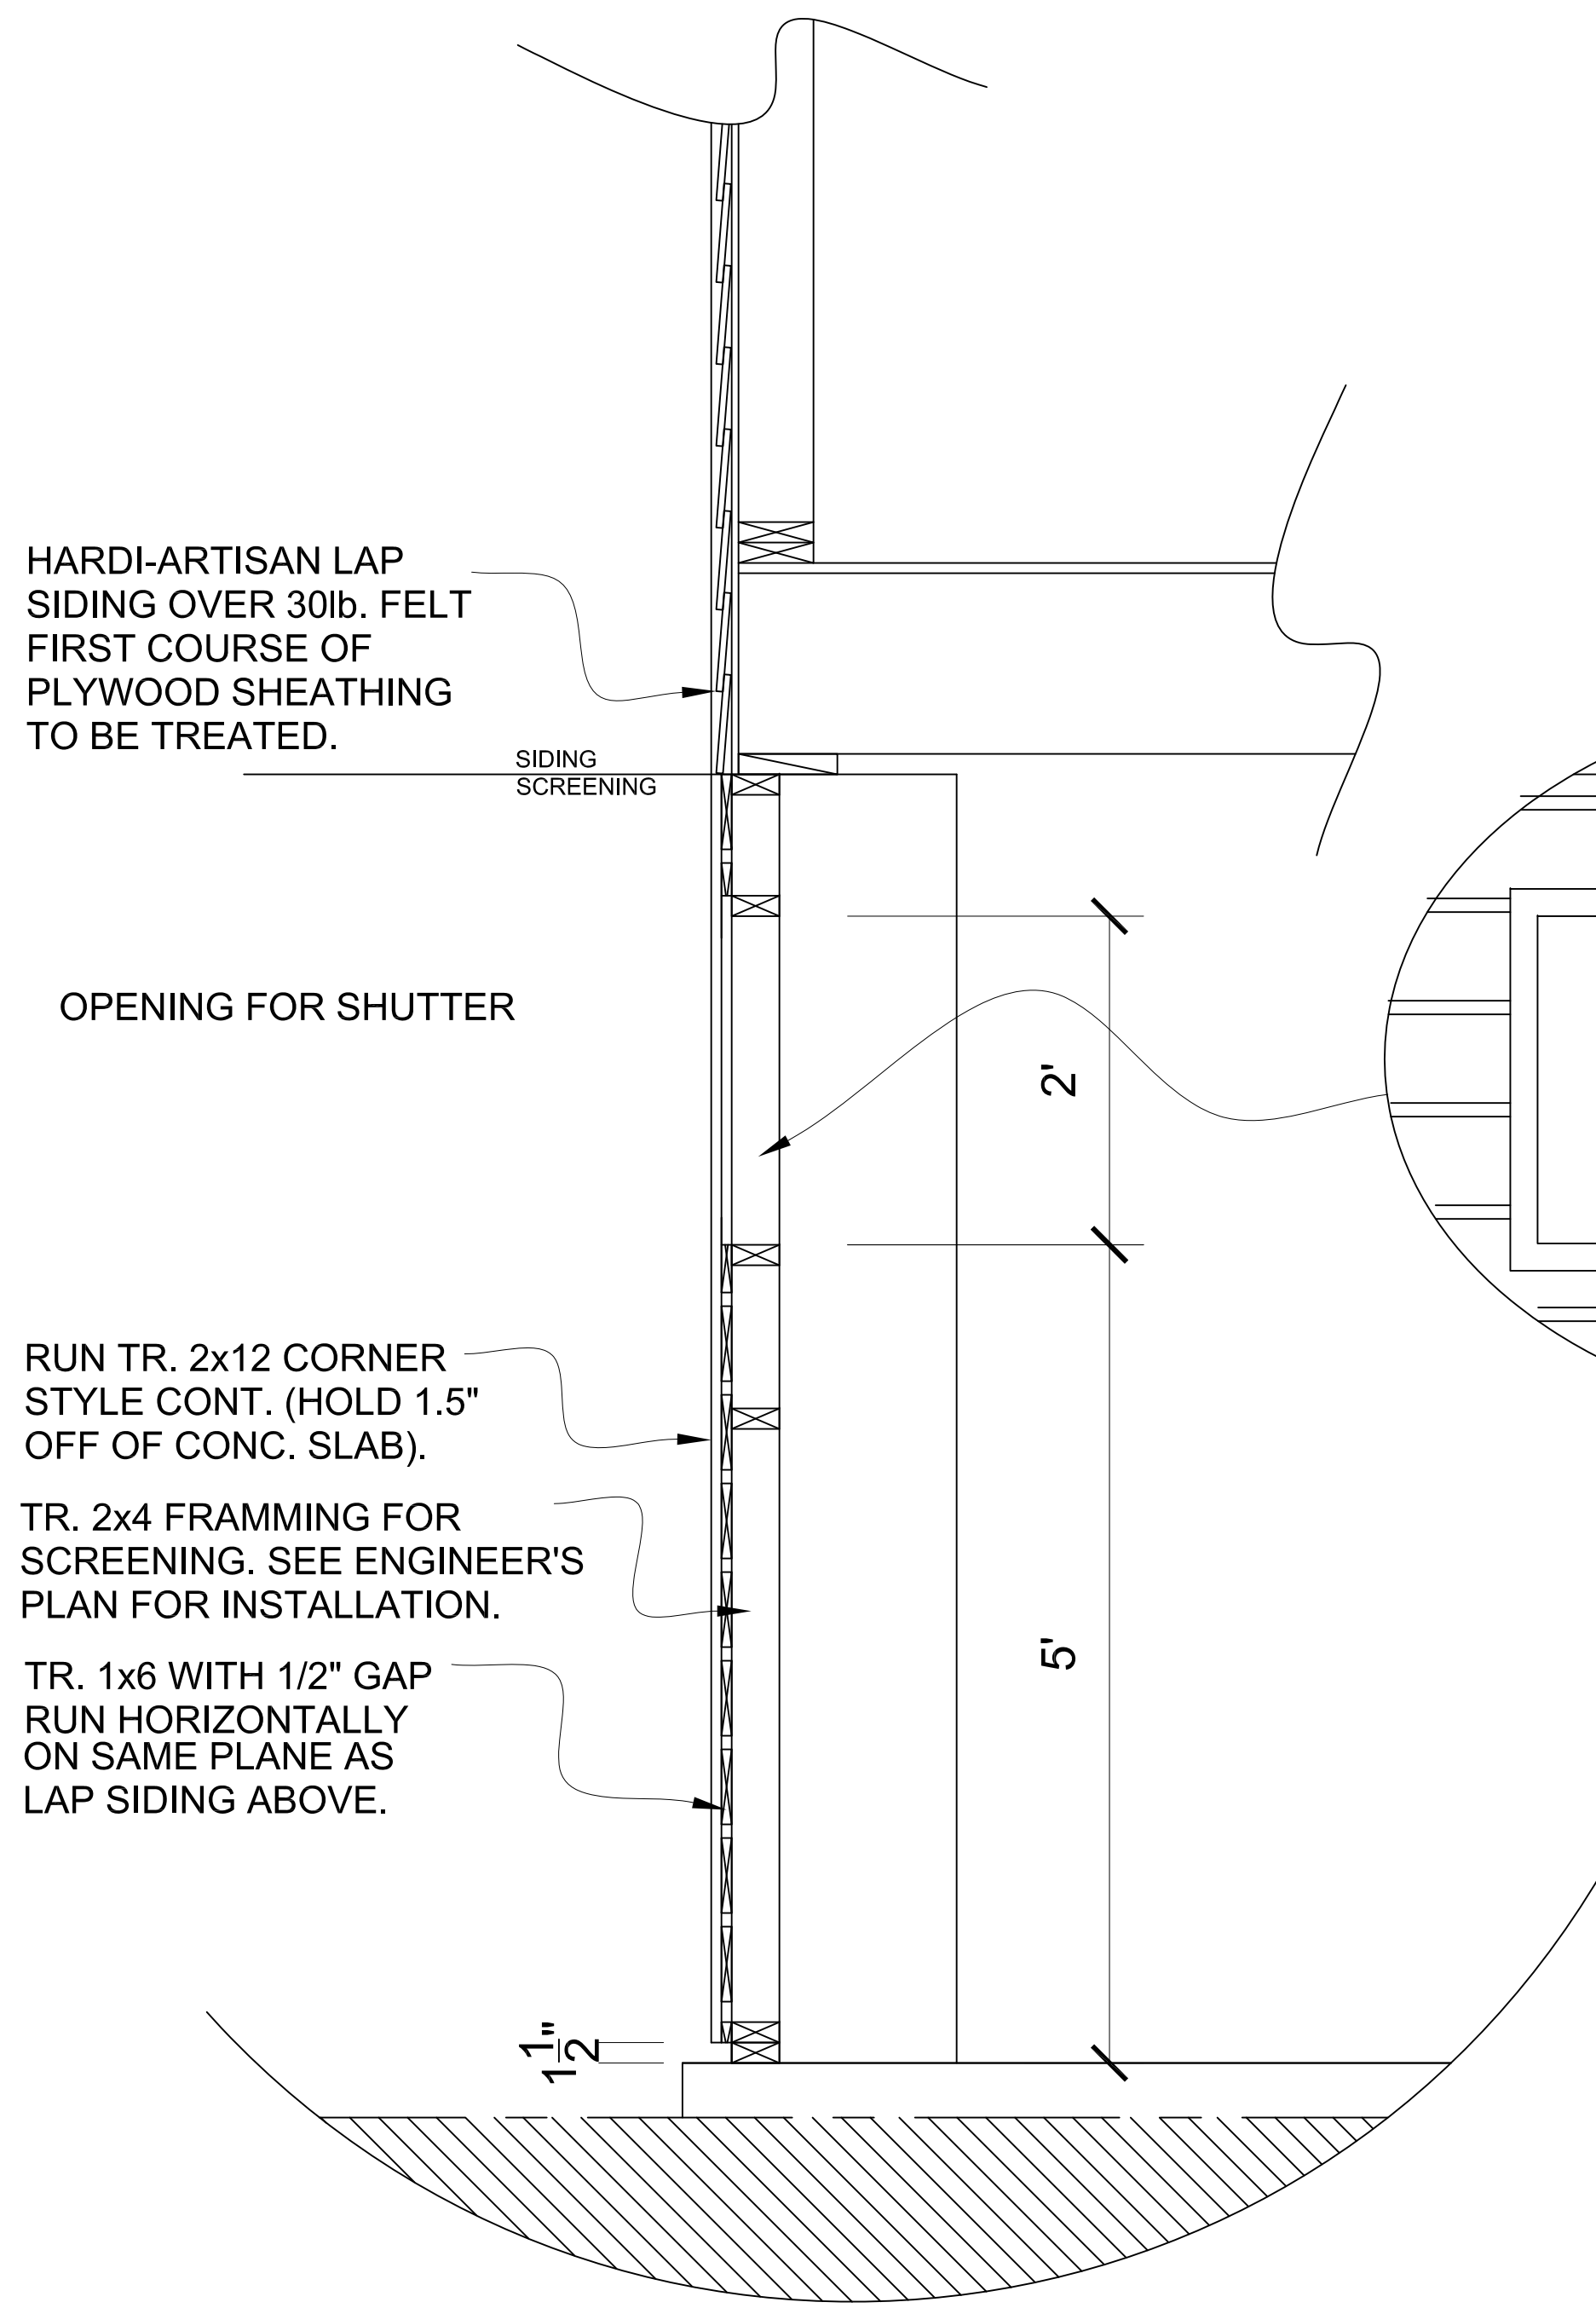 HARDI-ARTISAN LAP
SIDING OVER 30lb. FELT
FIRST COURSE OF
PLYWOOD SHEATHING
TO BE TREATED.
SIDING
SCREENING
OPENING FOR SHUTTER
2'
RUN TR. 2x12 CORNER
STYLE CONT. (HOLD 1.5"
OFF OF CONC. SLAB).
TR. 2x4 FRAMMING FOR
SCREENING. SEE ENGINEER'S
PLAN FOR INSTALLATION.
5'
TR. 1x6 WITH 1/2" GAP
RUN HORIZONTALLY
ON SAME PLANE AS
LAP SIDING ABOVE.
1 1/2"